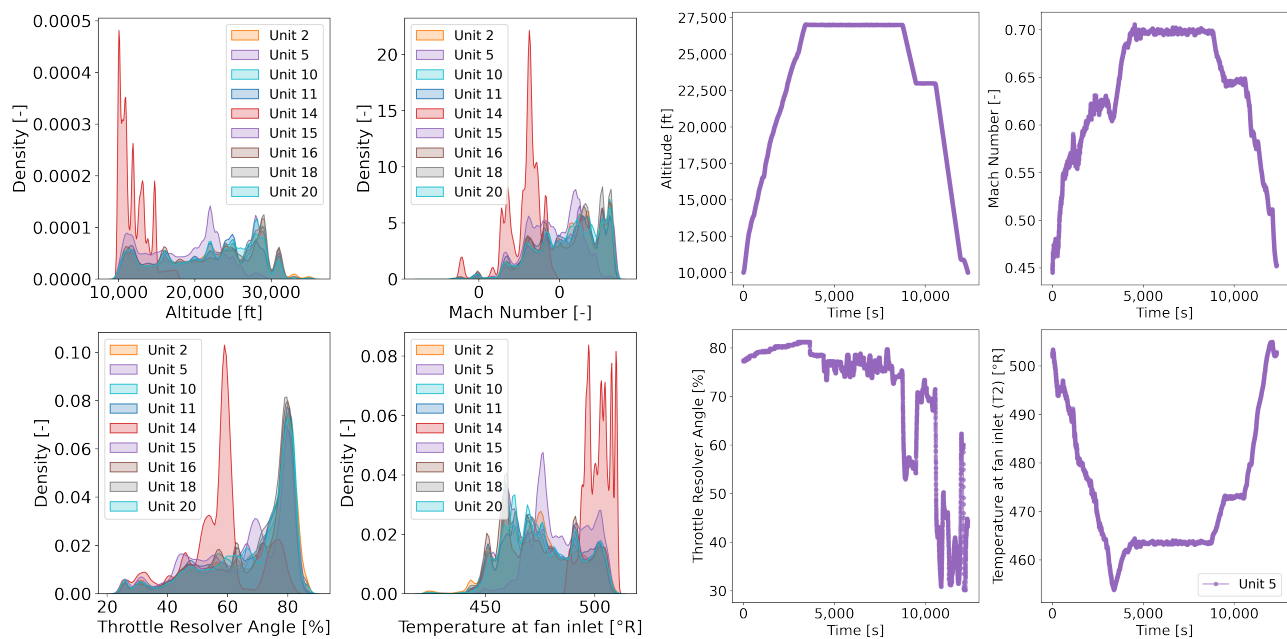 0.0005
0.0004
0.0003
0.0002
0.0001
0.0000
Density [-]
10,000 20,000 30,000
Altitude [ft]
Unit 2
Unit 5
Unit 10
Unit 11
Unit 14
Unit 15
Unit 16
Unit 18
Unit 20
20
15
10
5
0
Density [-]
0 0
Mach Number [-]
Unit 2
Unit 5
Unit 10
Unit 11
Unit 14
Unit 15
Unit 16
Unit 18
Unit 20
27,500
25,000
22,500
20,000
17,500
15,000
12,500
10,000
Altitude [ft]
0 5,000 10,000
Time [s]
0.70
0.65
0.60
0.55
0.50
0.45
Mach Number [-]
0 5,000 10,000
Time [s]
0.10
0.08
0.06
0.04
0.02
0.00
Density [-]
20 40 60 80
Throttle Resolver Angle [%]
Unit 2
Unit 5
Unit 10
Unit 11
Unit 14
Unit 15
Unit 16
Unit 18
Unit 20
0.08
0.06
0.04
0.02
0.00
Density [-]
450 500
Temperature at fan inlet [°R]
Unit 2
Unit 5
Unit 10
Unit 11
Unit 14
Unit 15
Unit 16
Unit 18
Unit 20
80
70
60
50
40
30
Throttle Resolver Angle [%]
0 5,000 10,000
Time [s]
500
490
480
470
460
Temperature at fan inlet (T2) [°R]
0 5,000 10,000
Time [s]
Unit 5